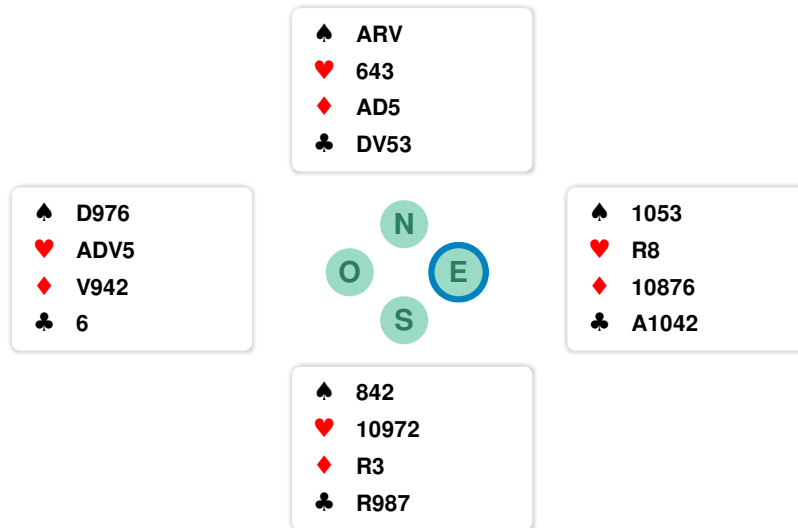 ♠ ARV
♥ 643
♦ AD5
♣ DV53
♠ D976
♥ ADV5
♦ V942
♣ 6
N
O
E
S
♠ 1053
♥ R8
♦ 10876
♣ A1042
♠ 842
♥ 10972
♦ R3
♣ R987